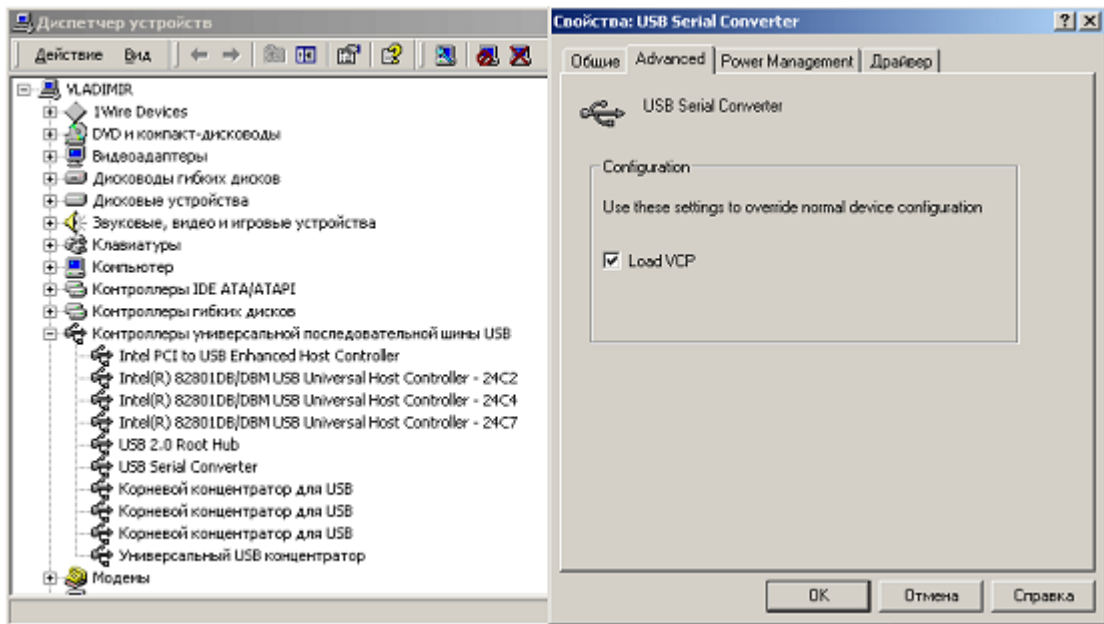 Диспетчер устройств
Действие Вид
VLADIMIR
1Wire Devices
DVD и компакт-дисководы
Видеоадаптеры
Дисководы гибких дисков
Дисковые устройства
Звуковые, видео и игровые устройства
Клавиатуры
Компьютер
Контроллеры IDE ATA/ATAPI
Контроллеры гибких дисков
Контроллеры универсальной последовательной шины USB
Intel PCI to USB Enhanced Host Controller
Intel(R) 82801DB/DBM USB Universal Host Controller - 24C2
Intel(R) 82801DB/DBM USB Universal Host Controller - 24C4
Intel(R) 82801DB/DBM USB Universal Host Controller - 24C7
USB 2.0 Root Hub
USB Serial Converter
Корневой концентратор для USB
Корневой концентратор для USB
Корневой концентратор для USB
Универсальный USB концентратор
Модемы
Свойства: USB Serial Converter
Общие Advanced Power Management Драйвер
USB Serial Converter
Configuration
Use these settings to override normal device configuration
Load VCP
OK Отмена Справка